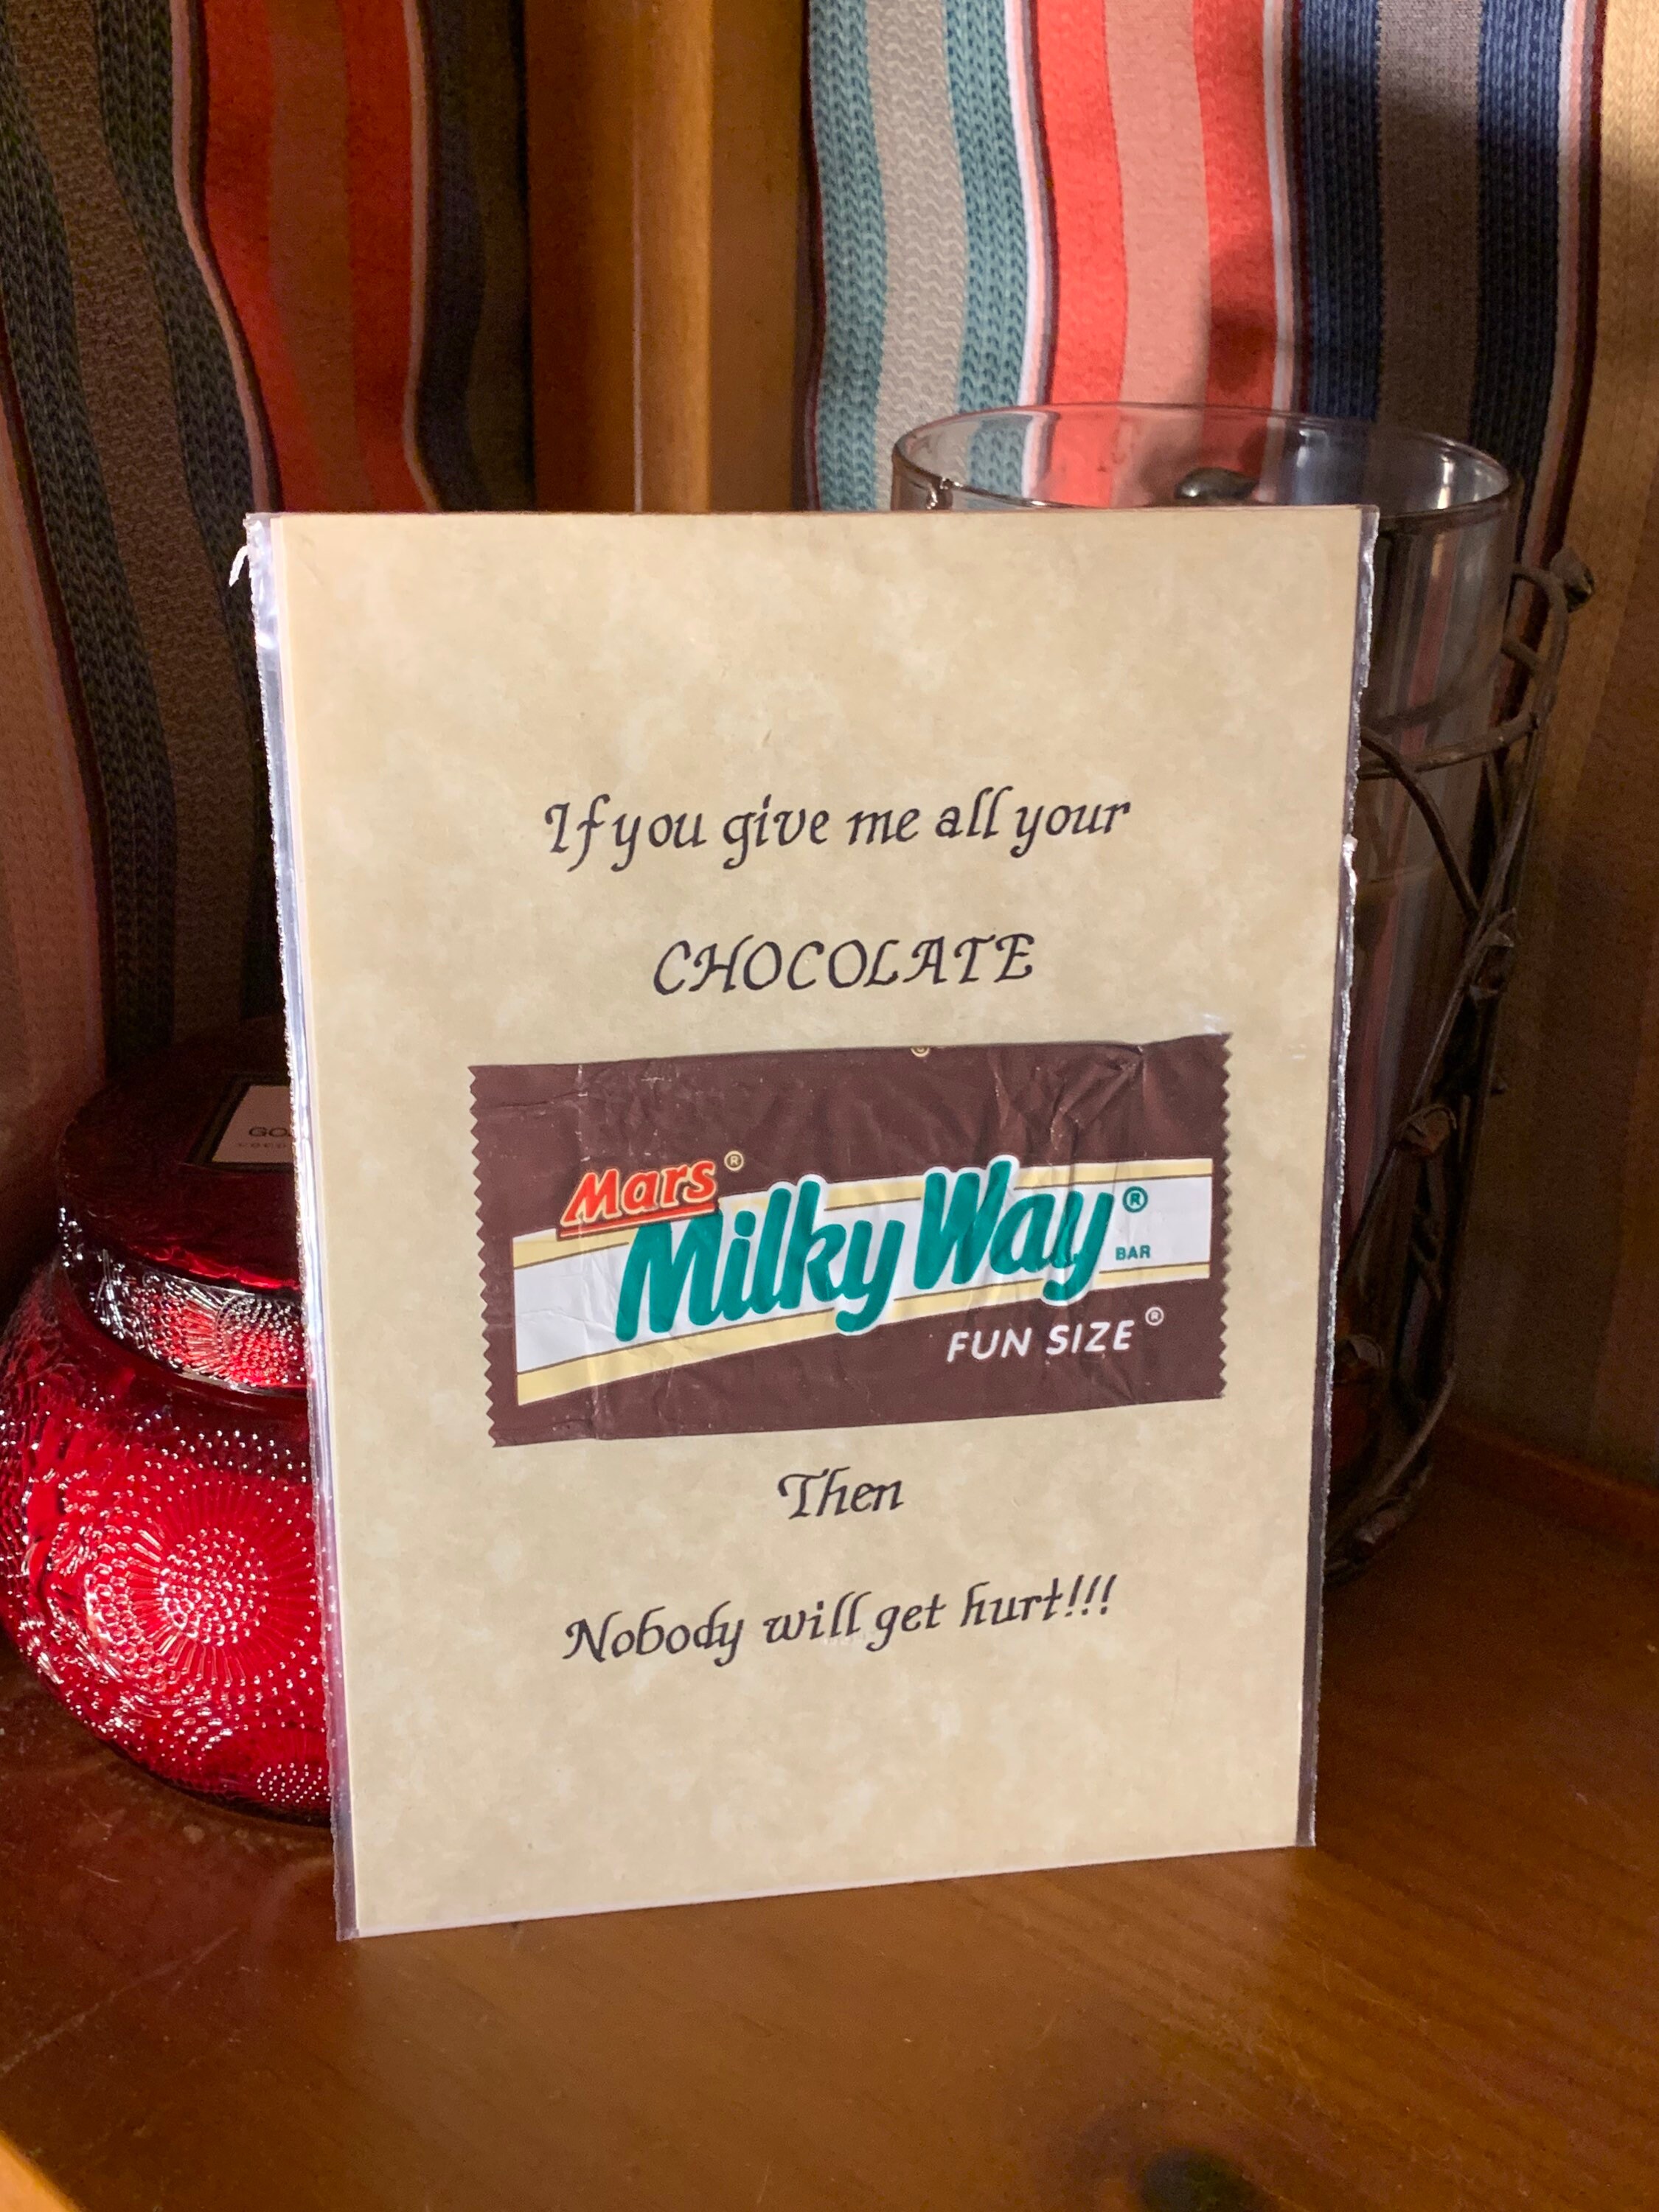 If you give me all your
CHOCOLATE
Mars®
Milky Way®
BAR
FUN SIZE®
Then
Nobody will get hurt!!!